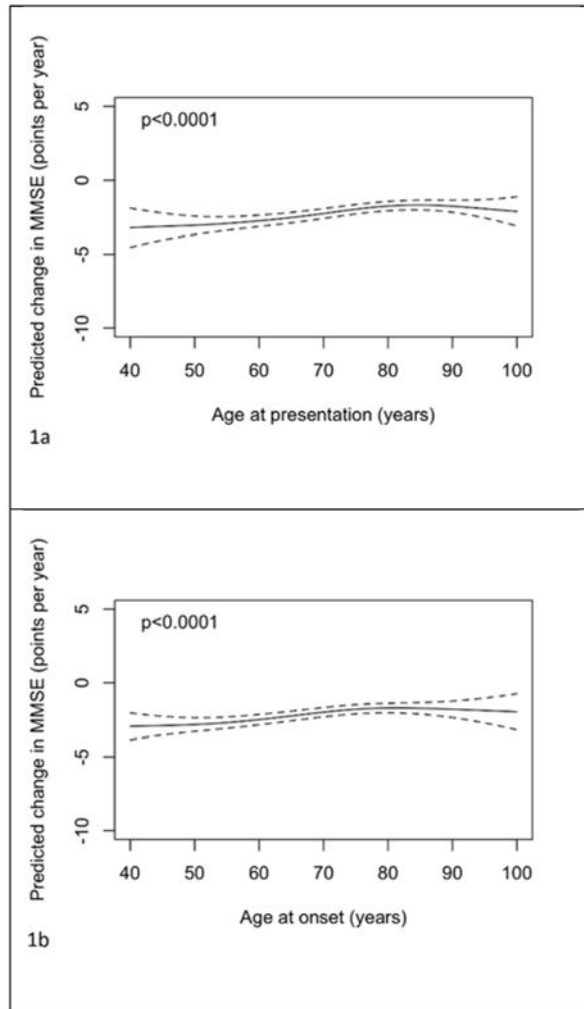 Predicted change in MMSE (points per year)
p<0.0001
5
0
-5
-10
40 50 60 70 80 90 100
Age at presentation (years)
1a
Predicted change in MMSE (points per year)
p<0.0001
5
0
-5
-10
40 50 60 70 80 90 100
Age at onset (years)
1b